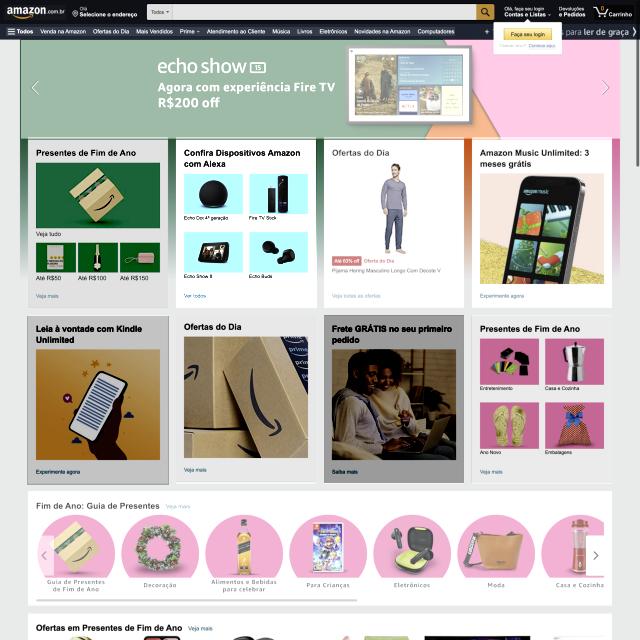 amazon.com.br
Olá
Selecione o endereço
Todos
Olá, faça seu login
Contas e Listas
Devoluções
e Pedidos
0
Carrinho
Todos
Venda na Amazon
Ofertas do Dia
Mais Vendidos
Prime
Atendimento ao Cliente
Música
Livros
Eletrônicos
Novidades na Amazon
Computadores
para ler de graça
Faça seu login
Comece aqui
echo show 15
Agora com experiência Fire TV
R$200 off
Presentes de Fim de Ano
Veja tudo
Até R$50
Até R$100
Até R$150
Veja mais
Confira Dispositivos Amazon
com Alexa
Echo Dot 4ª geração
Fire TV Stick
Echo Show 8
Echo Buds
Ver todos
Ofertas do Dia
Até 63% off
Oferta do Dia
Pijama Hering Masculino Longo Com Decote V
Veja todas as ofertas
Amazon Music Unlimited: 3
meses grátis
amazon music
Experimente agora
Leia à vontade com Kindle
Unlimited
Experimente agora
Ofertas do Dia
prime
Veja mais
Frete GRÁTIS no seu primeiro
pedido
Saiba mais
Presentes de Fim de Ano
Entretenimento
Casa e Cozinha
Ano Novo
Embalagens
Veja mais
Fim de Ano: Guia de Presentes
Veja mais
Guia de Presentes
de Fim de Ano
Decoração
Alimentos e Bebidas
para celebrar
Para Crianças
Eletrônicos
Moda
Casa e Cozinha
Ofertas em Presentes de Fim de Ano
Veja mais